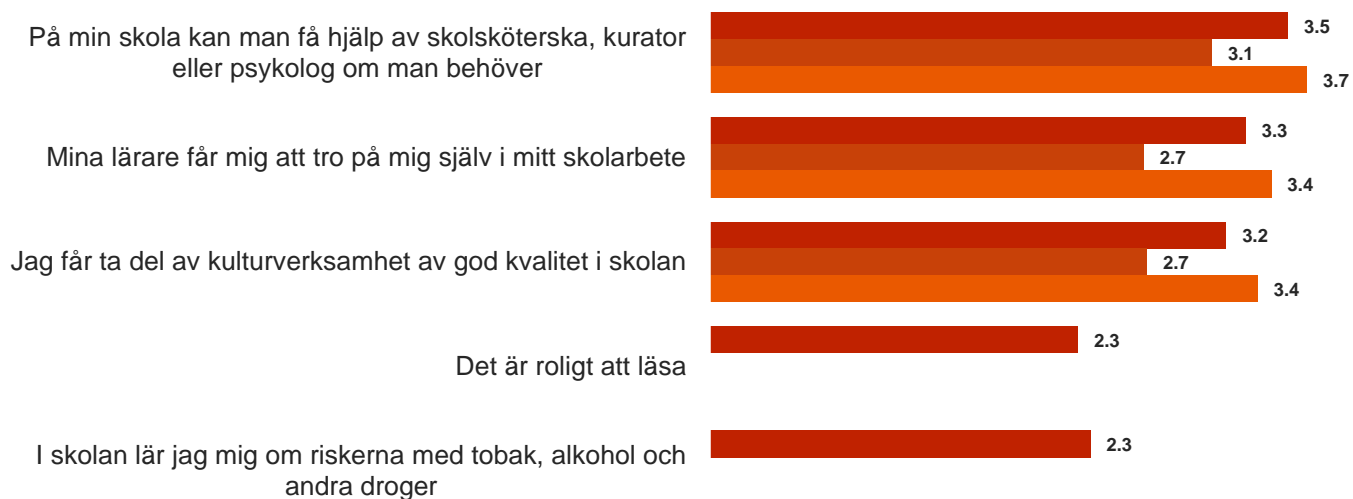 På min skola kan man få hjälp av skolsköterska, kurator
eller psykolog om man behöver
3.5
3.1
3.7
Mina lärare får mig att tro på mig själv i mitt skolarbete
3.3
2.7
3.4
Jag får ta del av kulturverksamhet av god kvalitet i skolan
3.2
2.7
3.4
Det är roligt att läsa
2.3
I skolan lär jag mig om riskerna med tobak, alkohol och
andra droger
2.3